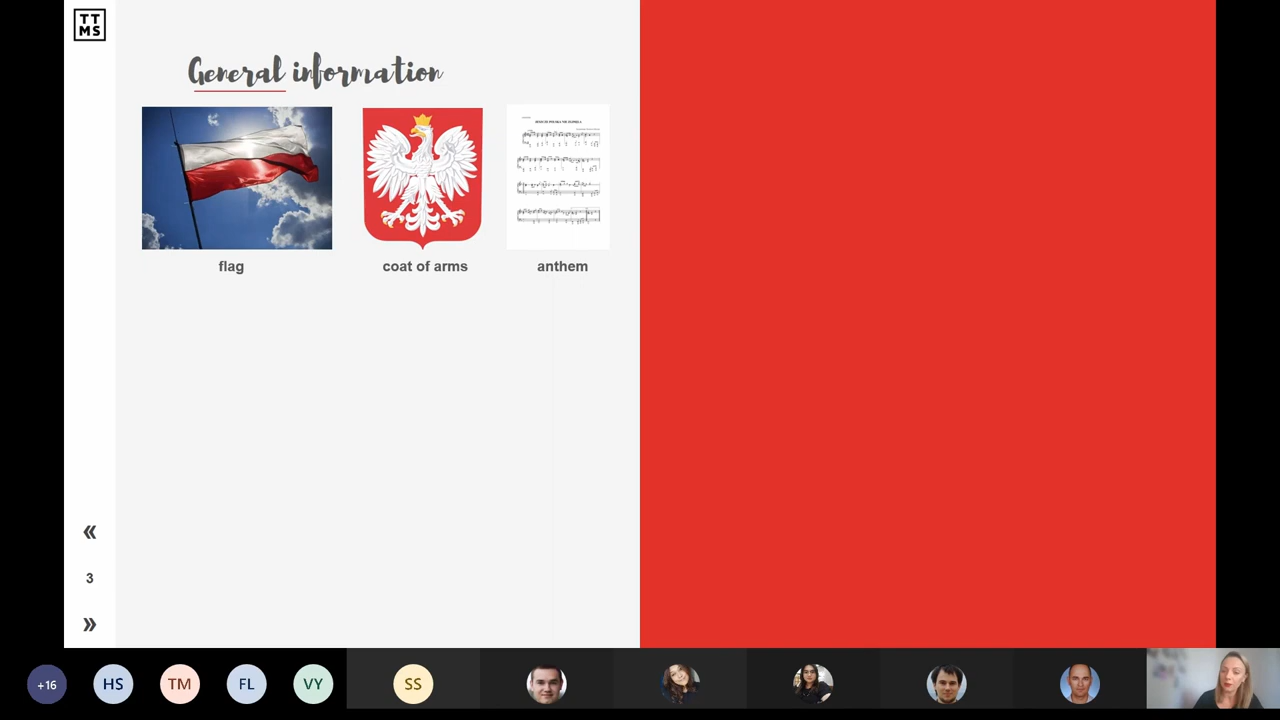 TT
MS
General information
flag
coat of arms
anthem
«
3
»
+16
HS
TM
FL
VY
SS